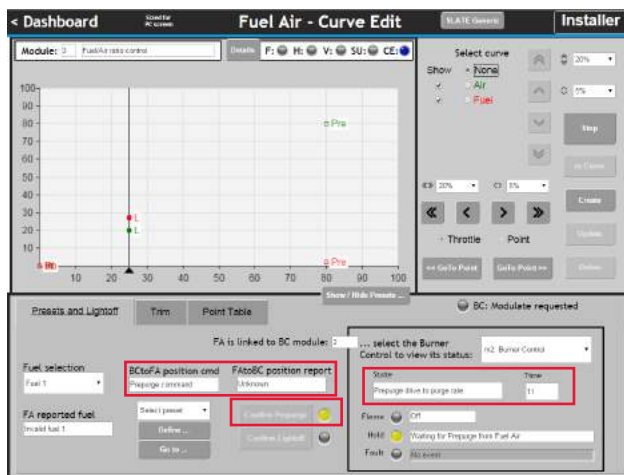 < Dashboard
Sized for
PC screen
Fuel Air - Curve Edit
SLATE Generic
Installer
Module: 3 Fuel/Air ratio control
Details
F: H: V: SU: CE:
Select curve
Show None
Air
Fuel
20%
5%
Stop
Create
Update
Delete
20%
5%
<< < > >>
Throttle Point
<< GoTo Point
GoTo Point >>
100
90
80
70
60
50
40
30
20
10
10 20 30 40 50 60 70 80 90 100
Pre
L
L
Pre
Show / Hide Presets ...
BC: Modulate requested
Presets and Lightoff
Trim
Point Table
FA is linked to BC module: 2
Fuel selection
Fuel 1
BCtoFA position cmd
Prepurge command
FAtoBC position report
Unknown
FA reported fuel
Invalid fuel 1
Select preset
Define ...
Go to ...
Confirm Prepurge
Confirm Lightoff
... select the Burner
Control to view its status:
m2: Burner Control
State
Prepurge drive to purge rate
Time
11
Flame Off
Hold Waiting for Prepurge from Fuel Air
Fault No event